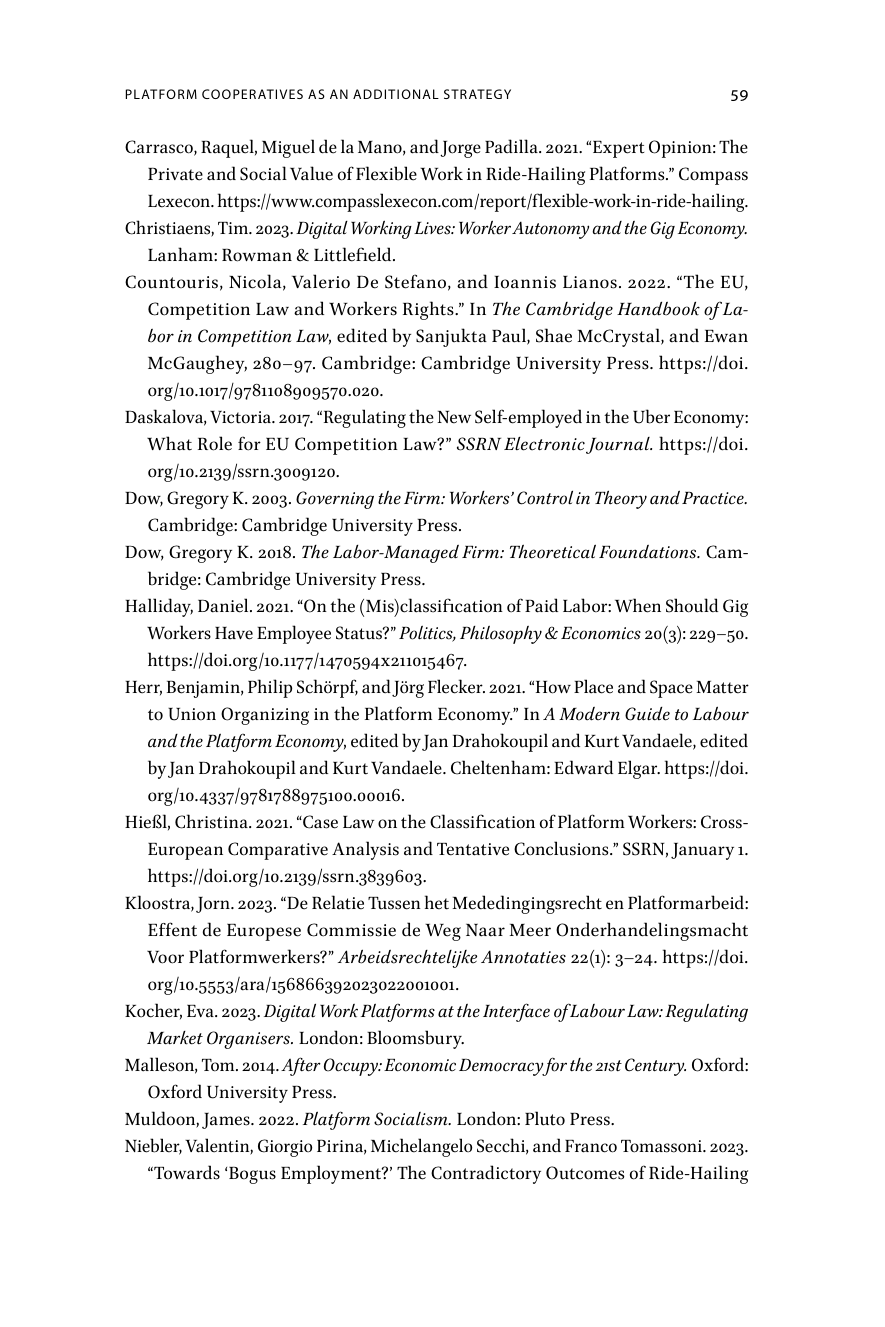 PLATFORM COOPERATIVES AS AN ADDITIONAL STRATEGY 59
Carrasco, Raquel, Miguel de la Mano, and Jorge Padilla. 2021. “Expert Opinion: The
Private and Social Value of Flexible Work in Ride-Hailing Platforms.” Compass
Lexecon. https://www.compasslexecon.com/report/flexible-work-in-ride-hailing.
Christiaens, Tim. 2023. Digital Working Lives: Worker Autonomy and the Gig Economy.
Lanham: Rowman & Littlefield.
Countouris, Nicola, Valerio De Stefano, and Ioannis Lianos. 2022. “The EU,
Competition Law and Workers Rights.” In The Cambridge Handbook of La-
bor in Competition Law, edited by Sanjukta Paul, Shae McCrystal, and Ewan
McGaughey, 280–97. Cambridge: Cambridge University Press. https://doi.
org/10.1017/9781108909570.020.
Daskalova, Victoria. 2017. “Regulating the New Self-employed in the Uber Economy:
What Role for EU Competition Law?” SSRN Electronic Journal. https://doi.
org/10.2139/ssrn.3009120.
Dow, Gregory K. 2003. Governing the Firm: Workers’ Control in Theory and Practice.
Cambridge: Cambridge University Press.
Dow, Gregory K. 2018. The Labor-Managed Firm: Theoretical Foundations. Cam-
bridge: Cambridge University Press.
Halliday, Daniel. 2021. “On the (Mis)classification of Paid Labor: When Should Gig
Workers Have Employee Status?” Politics, Philosophy & Economics 20(3): 229–50.
https://doi.org/10.1177/1470594x211015467.
Herr, Benjamin, Philip Schörpf, and Jörg Flecker. 2021. “How Place and Space Matter
to Union Organizing in the Platform Economy.” In A Modern Guide to Labour
and the Platform Economy, edited by Jan Drahokoupil and Kurt Vandaele, edited
by Jan Drahokoupil and Kurt Vandaele. Cheltenham: Edward Elgar. https://doi.
org/10.4337/9781788975100.00016.
Hießl, Christina. 2021. “Case Law on the Classification of Platform Workers: Cross-
European Comparative Analysis and Tentative Conclusions.” SSRN, January 1.
https://doi.org/10.2139/ssrn.3839603.
Kloostra, Jorn. 2023. “De Relatie Tussen het Mededingingsrecht en Platformarbeid:
Effent de Europese Commissie de Weg Naar Meer Onderhandelingsmacht
Voor Platformwerkers?” Arbeidsrechtelijke Annotaties 22(1): 3–24. https://doi.
org/10.5553/ara/156866392023022001001.
Kocher, Eva. 2023. Digital Work Platforms at the Interface of Labour Law: Regulating
Market Organisers. London: Bloomsbury.
Malleson, Tom. 2014. After Occupy: Economic Democracy for the 21st Century. Oxford:
Oxford University Press.
Muldoon, James. 2022. Platform Socialism. London: Pluto Press.
Niebler, Valentin, Giorgio Pirina, Michelangelo Secchi, and Franco Tomassoni. 2023.
“Towards ‘Bogus Employment?’ The Contradictory Outcomes of Ride-Hailing